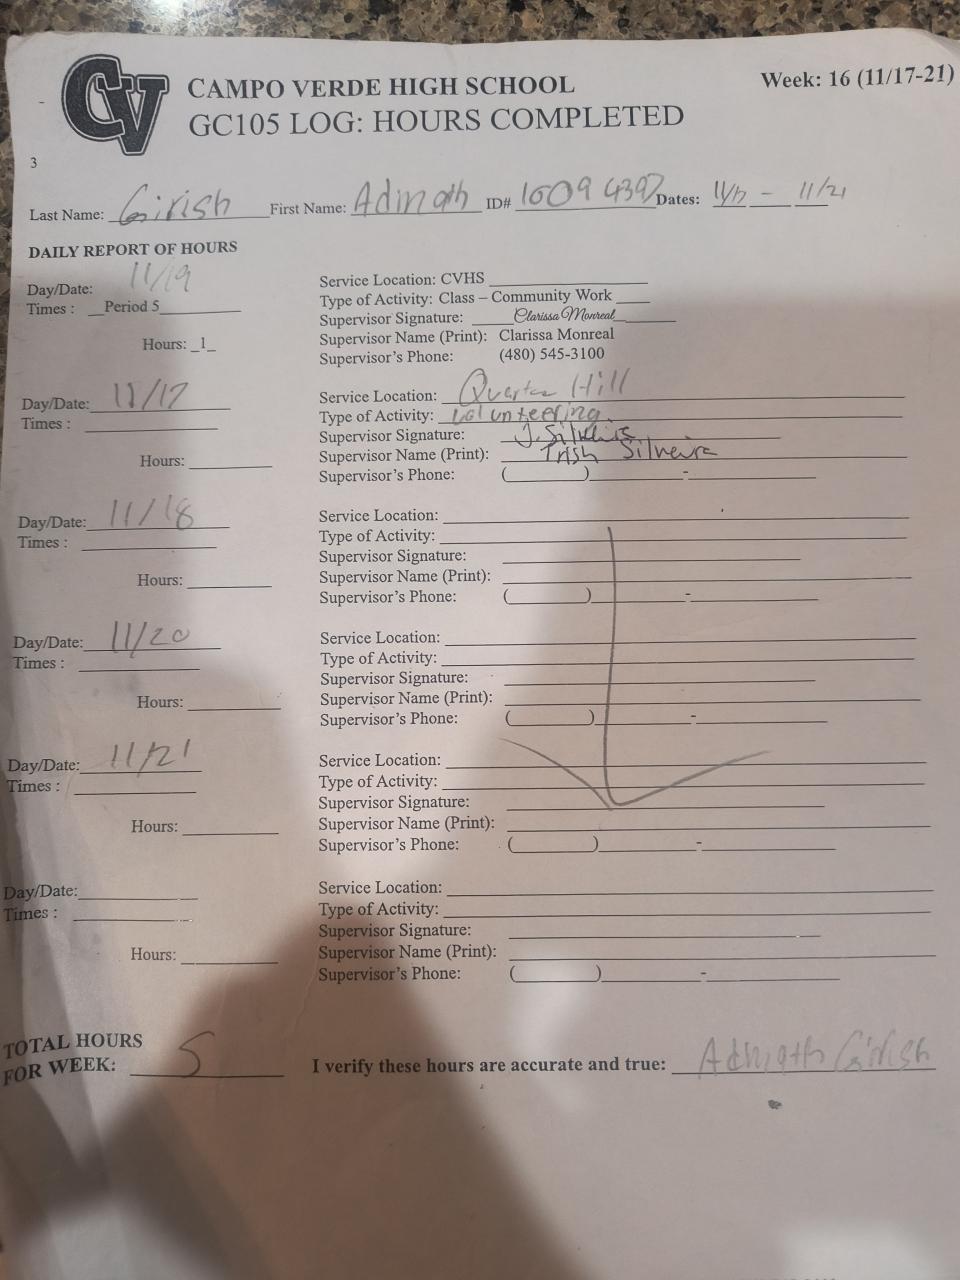 CV
CAMPO VERDE HIGH SCHOOL
Week: 16 (11/17-21)
GC105 LOG: HOURS COMPLETED
3
Last Name: Girish First Name: Adinath ID# 16094397 Dates: 11/17 - 11/21
DAILY REPORT OF HOURS
Day/Date: 11/19
Times : Period 5
Hours: 1
Service Location: CVHS
Type of Activity: Class – Community Work
Supervisor Signature: Clarissa Monreal
Supervisor Name (Print): Clarissa Monreal
Supervisor's Phone: (480) 545-3100
Day/Date: 11/17
Times :
Hours:
Service Location: Quarter Hill
Type of Activity: Volunteering
Supervisor Signature: J. Silveira
Supervisor Name (Print): Trish Silveira
Supervisor's Phone: ( ) -
Day/Date: 11/18
Times :
Hours:
Service Location:
Type of Activity:
Supervisor Signature:
Supervisor Name (Print):
Supervisor's Phone: ( ) -
Day/Date: 11/20
Times :
Hours:
Service Location:
Type of Activity:
Supervisor Signature:
Supervisor Name (Print):
Supervisor's Phone: ( ) -
Day/Date: 11/21
Times :
Hours:
Service Location:
Type of Activity:
Supervisor Signature:
Supervisor Name (Print):
Supervisor's Phone: ( ) -
Day/Date:
Times :
Hours:
Service Location:
Type of Activity:
Supervisor Signature:
Supervisor Name (Print):
Supervisor's Phone: ( ) -
TOTAL HOURS
FOR WEEK: 5
I verify these hours are accurate and true: Adinath Girish